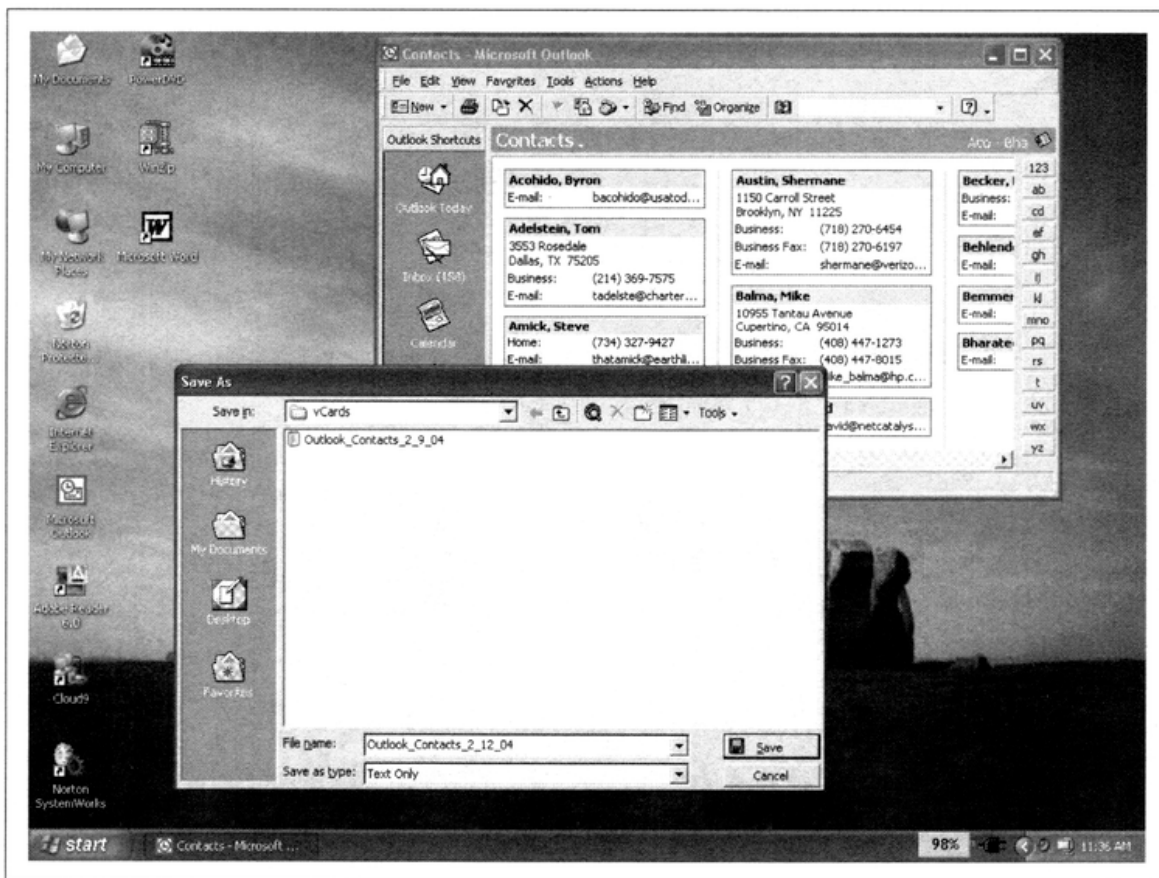 My Documents
PowerDVD
My Computer
WinZip
My Network
Places
Microsoft Word
Norton
Protected...
Internet
Explorer
Microsoft
Outlook
Adobe Reader
6.0
Cloud9
Norton
SystemWorks
Contacts - Microsoft Outlook
File Edit View Favorites Tools Actions Help
New Find Organize
Outlook Shortcuts
Contacts .
Outlook Today
Inbox (158)
Calendar
Acohido, Byron
E-mail: bacohido@usatod...
Adelstein, Tom
3553 Rosedale
Dallas, TX 75205
Business: (214) 369-7575
E-mail: tadelste@charter...
Amick, Steve
Home: (734) 327-9427
E-mail: thatamick@earthli...
Austin, Shermane
1150 Carroll Street
Brooklyn, NY 11225
Business: (718) 270-6454
Business Fax: (718) 270-6197
E-mail: shermane@verizo...
Balma, Mike
10955 Tantau Avenue
Cupertino, CA 95014
Business: (408) 447-1273
Business Fax: (408) 447-8015
ike_balma@hp.c...
d
avid@netcatalys...
Becker,
Business:
E-mail:
Behlend
E-mail:
Bemmer
E-mail:
Bharate
E-mail:
123
ab
cd
ef
gh
ij
kl
mno
pq
rs
t
uv
wx
yz
Save As
Save in: vCards Tools
History
My Documents
Desktop
Favorites
Outlook_Contacts_2_9_04
File name: Outlook_Contacts_2_12_04
Save as type: Text Only
Save
Cancel
start
Contacts - Microsoft ...
98%
11:36 AM